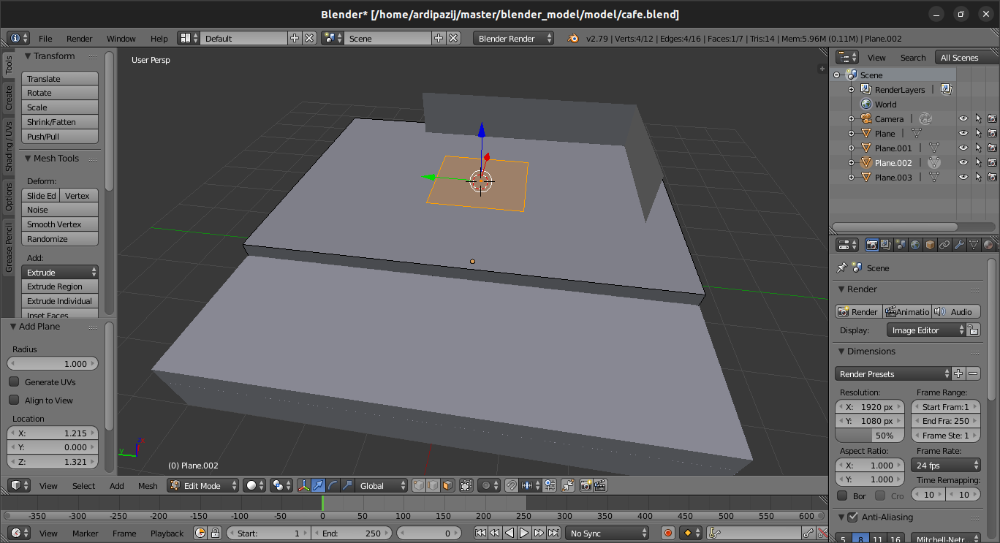 Blender* [/home/ardipazij/master/blender_model/model/cafe.blend]
File Render Window Help Default Scene Blender Render v2.79 | Verts:4/12 | Edges:4/16 | Faces:1/7 | Tris:14 | Mem:5.96M (0.11M) | Plane.002
Tools
Create
Shading / UVs
Options
Grease Pencil
Transform
Translate
Rotate
Scale
Shrink/Fatten
Push/Pull
Mesh Tools
Deform:
Slide Ed Vertex
Noise
Smooth Vertex
Randomize
Add:
Extrude
Extrude Region
Extrude Individual
Inset Faces
Add Plane
Radius
1.000
Generate UVs
Align to View
Location
X: 1.215
Y: 0.000
Z: 1.321
User Persp
z
y
(0) Plane.002
View Select Add Mesh Edit Mode Global
-350 -300 -250 -200 -150 -100 -50 0 50 100 150 200 250 300 350 400 450 500 550 600
View Marker Frame Playback Start: 1 End: 250 0 No Sync
View Search All Scenes
Scene
RenderLayers |
World
Camera |
Plane |
Plane.001 |
Plane.002 |
Plane.003 |
Scene
Render
Render Animatio Audio
Display: Image Editor
Dimensions
Render Presets
Resolution: Frame Range:
X: 1920 px Start Fram:1
Y: 1080 px End Fra: 250
50% Frame Ste: 1
Aspect Ratio: Frame Rate:
X: 1.000 24 fps
Y: 1.000 Time Remapping:
Bor Cro 10 10
Anti-Aliasing
5 8 11 16 Mitchell-Netr...